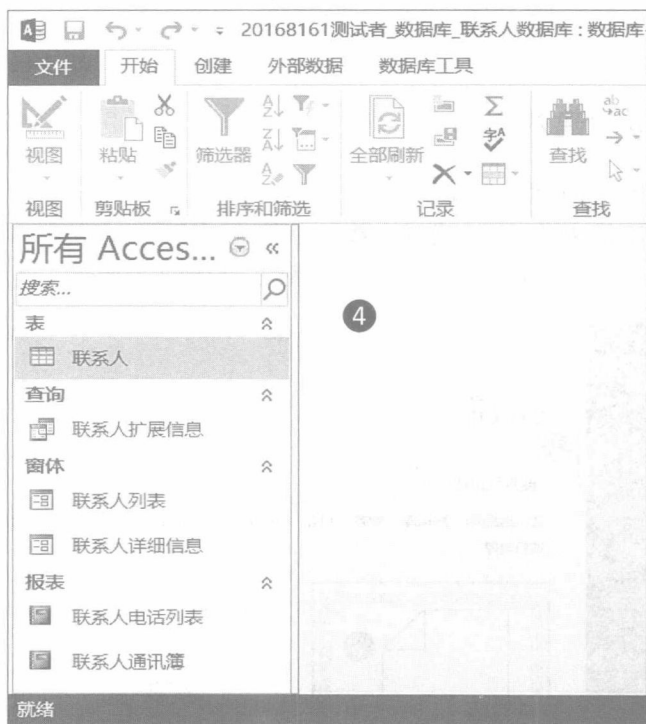 20168161测试者_数据库_联系人数据库 : 数据库
文件 开始 创建 外部数据 数据库工具
视图 粘贴 筛选器 全部刷新 查找
视图 剪贴板 排序和筛选 记录 查找
所有 Acces...
搜索...
4
表
联系人
查询
联系人扩展信息
窗体
联系人列表
联系人详细信息
报表
联系人电话列表
联系人通讯簿
就绪